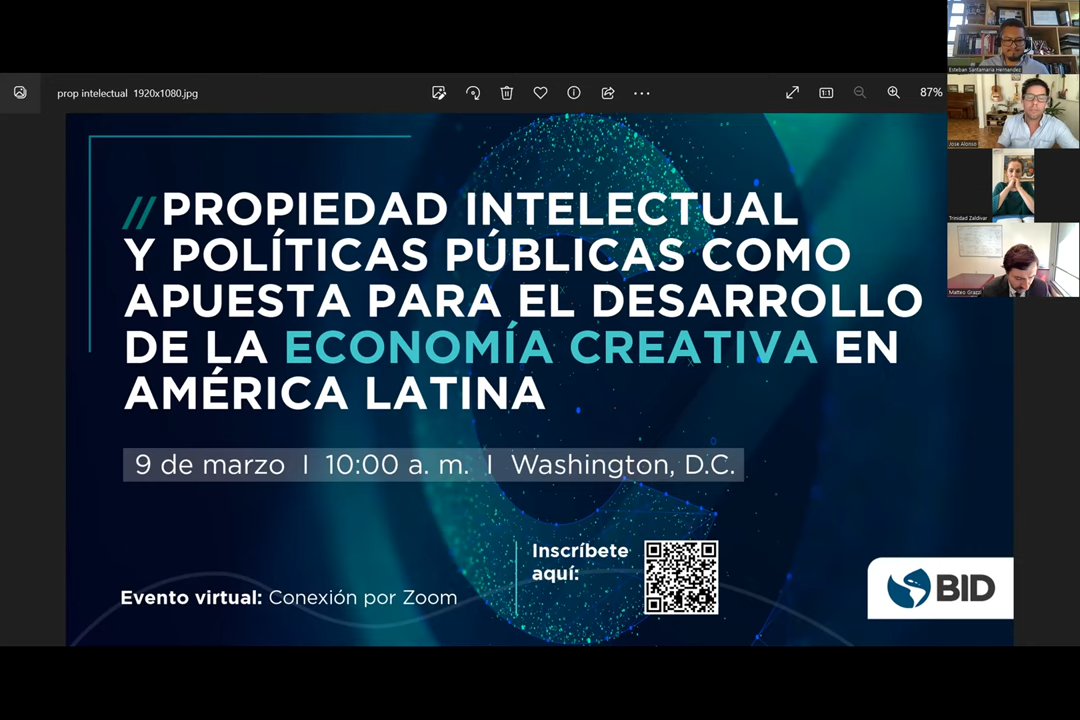 prop intelectual 1920x1080.jpg
87%
// PROPIEDAD INTELECTUAL
Y POLÍTICAS PÚBLICAS COMO
APUESTA PARA EL DESARROLLO
DE LA ECONOMÍA CREATIVA EN
AMÉRICA LATINA
9 de marzo I 10:00 a. m. I Washington, D.C.
Inscríbete
aquí:
Evento virtual: Conexión por Zoom
BID
Esteban Santamaria Hernandez
Jose Alonso
Trinidad Zaldivar
Matteo Grazzi